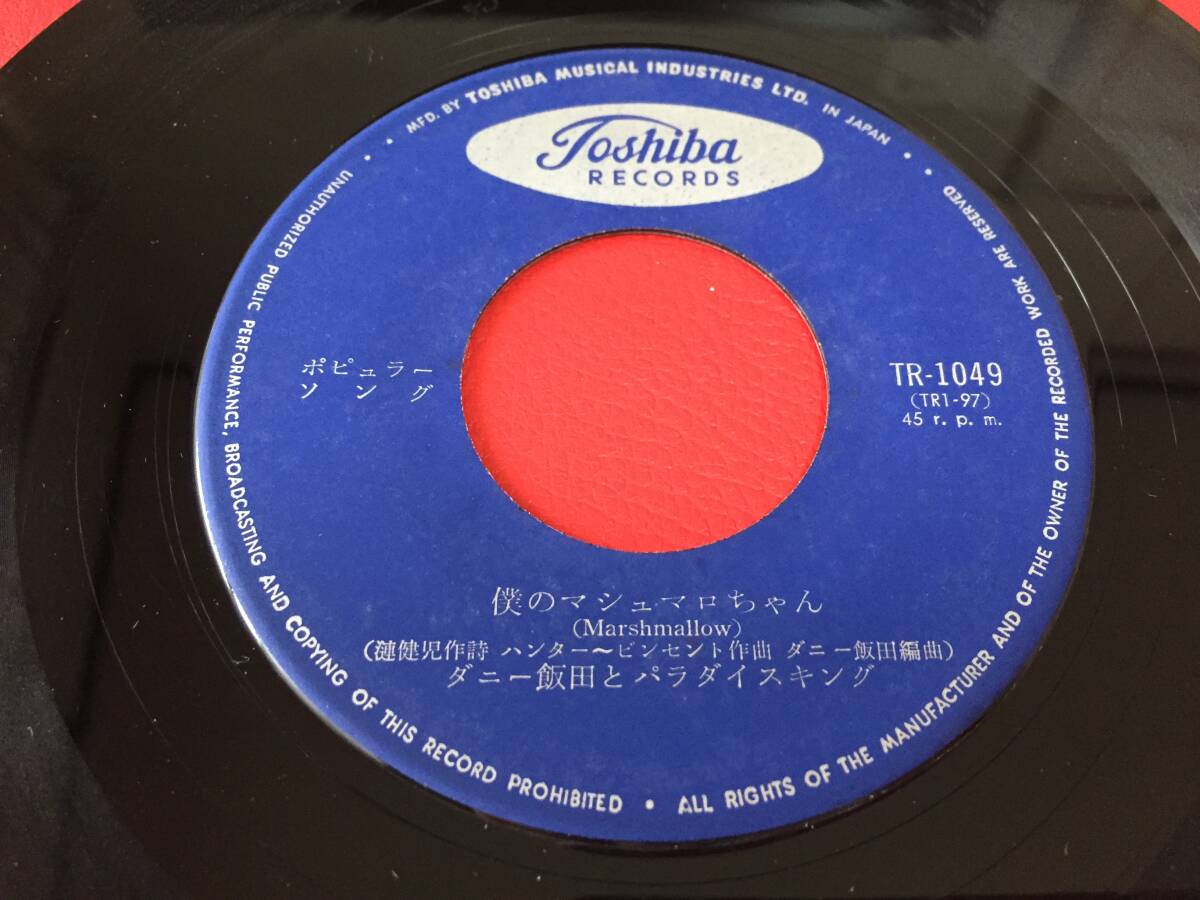 • MFD. BY TOSHIBA MUSICAL INDUSTRIES LTD. IN JAPAN •
Toshiba
RECORDS
ポピュラー
ソング
TR-1049
(TR1-97)
45 r. p. m.
僕のマシュマロちゃん
(Marshmallow)
(漣健児作詩 ハンター〜ビンセント作曲 ダニー飯田編曲)
ダニー飯田とパラダイスキング
UNAUTHORIZED PUBLIC PERFORMANCE, BROADCASTING AND COPYING OF THIS RECORD PROHIBITED • ALL RIGHTS OF THE MANUFACTURER AND OF THE OWNER OF THE RECORDED WORK ARE RESERVED